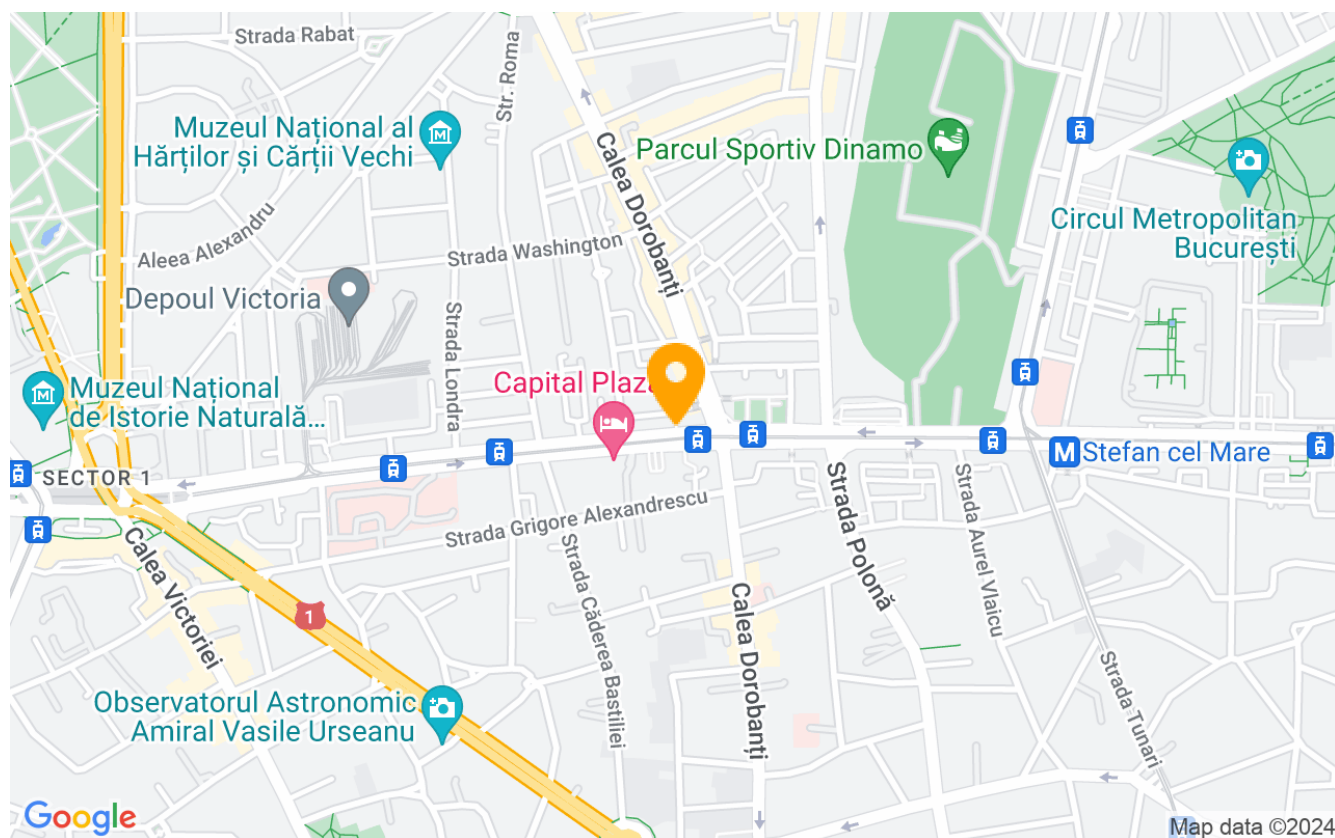 Strada Rabat
Str. Roma
Muzeul Național al
Hărților și Cărții Vechi
Calea Dorobanți
Parcul Sportiv Dinamo
Circul Metropolitan
București
Aleea Alexandru
Strada Washington
Depoul Victoria
Strada Londra
Muzeul Național
de Istorie Naturală...
Capital Plaza
SECTOR 1
M Stefan cel Mare
Strada Grigore Alexandrescu
Strada Polonă
Strada Aurel Vlaicu
Calea Victoriei
Strada Căderea Bastiliei
1
Calea Dorobanți
Strada Tunari
Observatorul Astronomic
Amiral Vasile Urseanu
Google
Map data ©2024